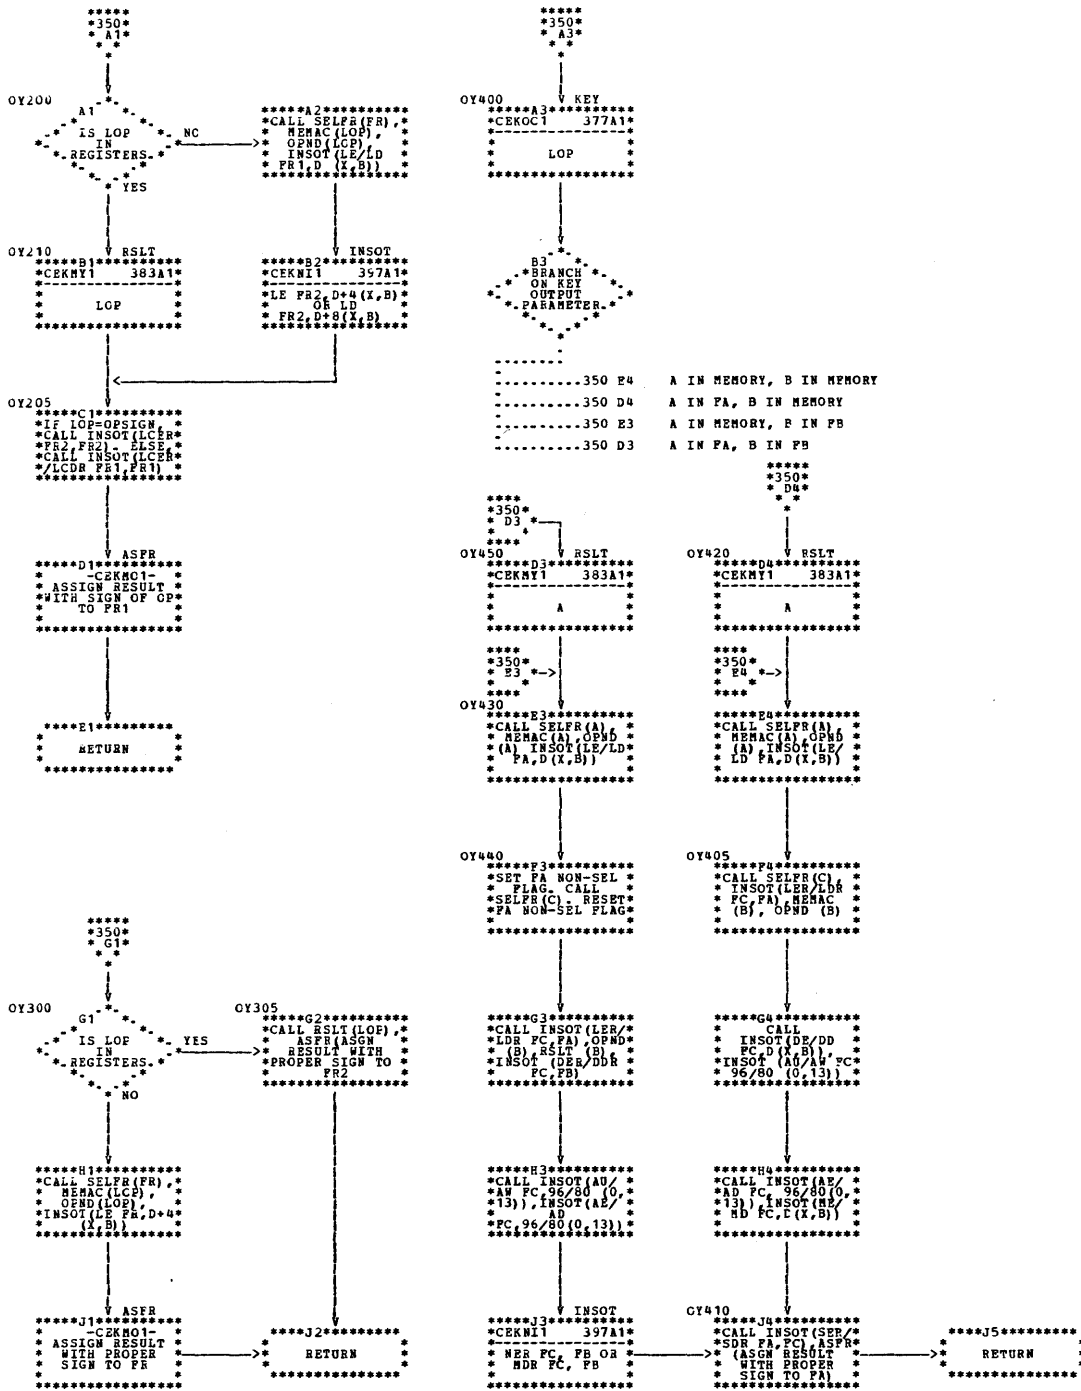 350
A1
OY200
A1
IS LOP
IN
REGISTERS
NC
YES
A2
CALL SELFR(FR),
MEMAC(LOP),
OPND(LOP),
INSOT(LE/LD
FR1,D (X,B))
OY210
RSLT
B1
CEKMY1 383A1
LOP
INSOT
B2
CEKNI1 397A1
LE FR2,D+4(X,B)
OR LD
FR2,D+8(X,B)
OY205
C1
IF LOP=OPSIGN,
CALL INSOT(LCER
FR2,FR2). ELSE,
CALL INSOT(LCER
/LCDR FR1,FR1)
ASFR
D1
-CEKMO1-
ASSIGN RESULT
WITH SIGN OF OP
TO FR1
E1
RETURN
350
G1
OY300
G1
IS LOP
IN
REGISTERS
YES
NO
OY305
G2
CALL RSLT(LOP),
ASFR(ASGN
RESULT WITH
PROPER SIGN TO
FR2
H1
CALL SELFR(FR),
MEMAC(LOP),
OPND(LOP),
INSOT(LE FR,D+4
(X,B))
ASFR
J1
-CEKMO1-
ASSIGN RESULT
WITH PROPER
SIGN TO FR
J2
RETURN
350
A3
OY400
KEY
A3
CEKOC1 377A1
LOP
B3
BRANCH
ON KEY
OUTPUT
PARAMETER
350 E4 A IN MEMORY, B IN MEMORY
350 D4 A IN FA, B IN MEMORY
350 E3 A IN MEMORY, B IN FB
350 D3 A IN FA, B IN FB
350
D3
OY450
RSLT
D3
CEKMY1 383A1
A
350
E3
OY430
E3
CALL SELFR(A),
MEMAC(A),OPND
(A) INSOT(LE/LD
FA,D(X,B))
OY440
F3
SET FA NON-SEL
FLAG. CALL
SELFR(C). RESET
FA NON-SEL FLAG
G3
CALL INSOT(LER/
LDR FC,FA),OPND
(B),RSLT (B),
INSOT (DER/DDR
FC,FB)
H3
CALL INSOT(AU/
AW FC,96/80 (0,
13)),INSOT(AE/
AD
FC,96/80(0,13))
INSOT
J3
CEKNI1 397A1
MER FC, FB OR
MDR FC, FB
350
D4
OY420
RSLT
D4
CEKMY1 383A1
A
350
E4
E4
CALL SELFR(A),
MEMAC(A),OPND
(A),INSOT(LE/
LD FA,D(X,B))
OY405
F4
CALL SELFR(C),
INSOT(LER/LDR
FC,FA),MEMAC
(B), OPND (B)
G4
CALL
INSOT(DE/DD
FC,D(X,B)),
INSOT (AU/AW FC
96/80 (0,13))
H4
CALL INSOT(AE/
AD FC, 96/80(0,
13)),INSOT(ME/
MD FC,D(X,B))
OY410
J4
CALL INSOT(SER/
SDR FA,FC),ASFR
(ASGN RESULT
WITH PROPER
SIGN TO FA)
J5
RETURN